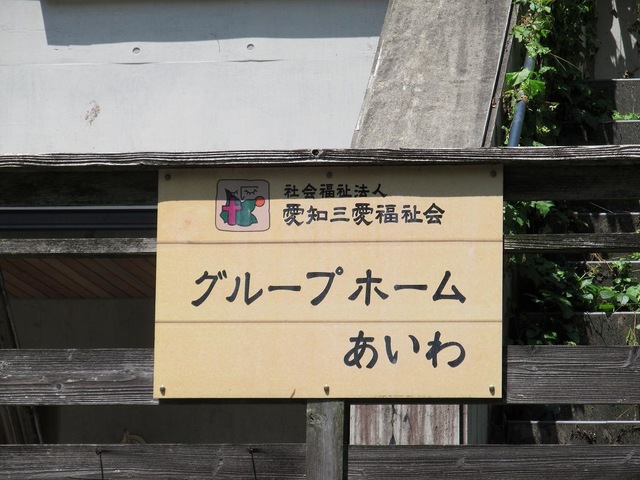 社会福祉法人
愛知三愛福祉会
グループホーム
あいわ